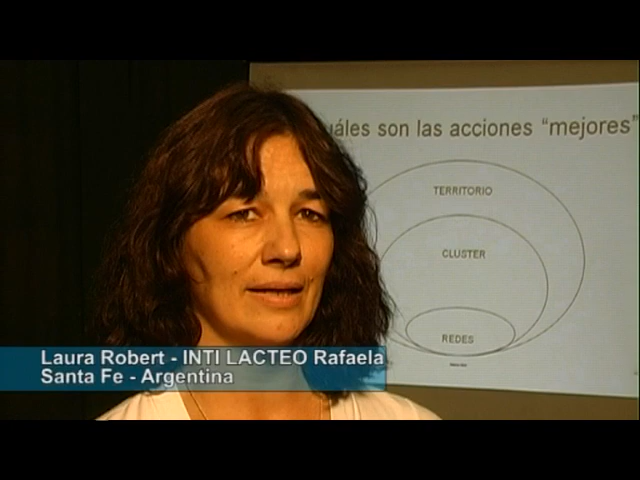 uáles son las acciones “mejores”
TERRITORIO
CLUSTER
REDES
Laura Robert - INTI LACTEO Rafaela
Santa Fe - Argentina